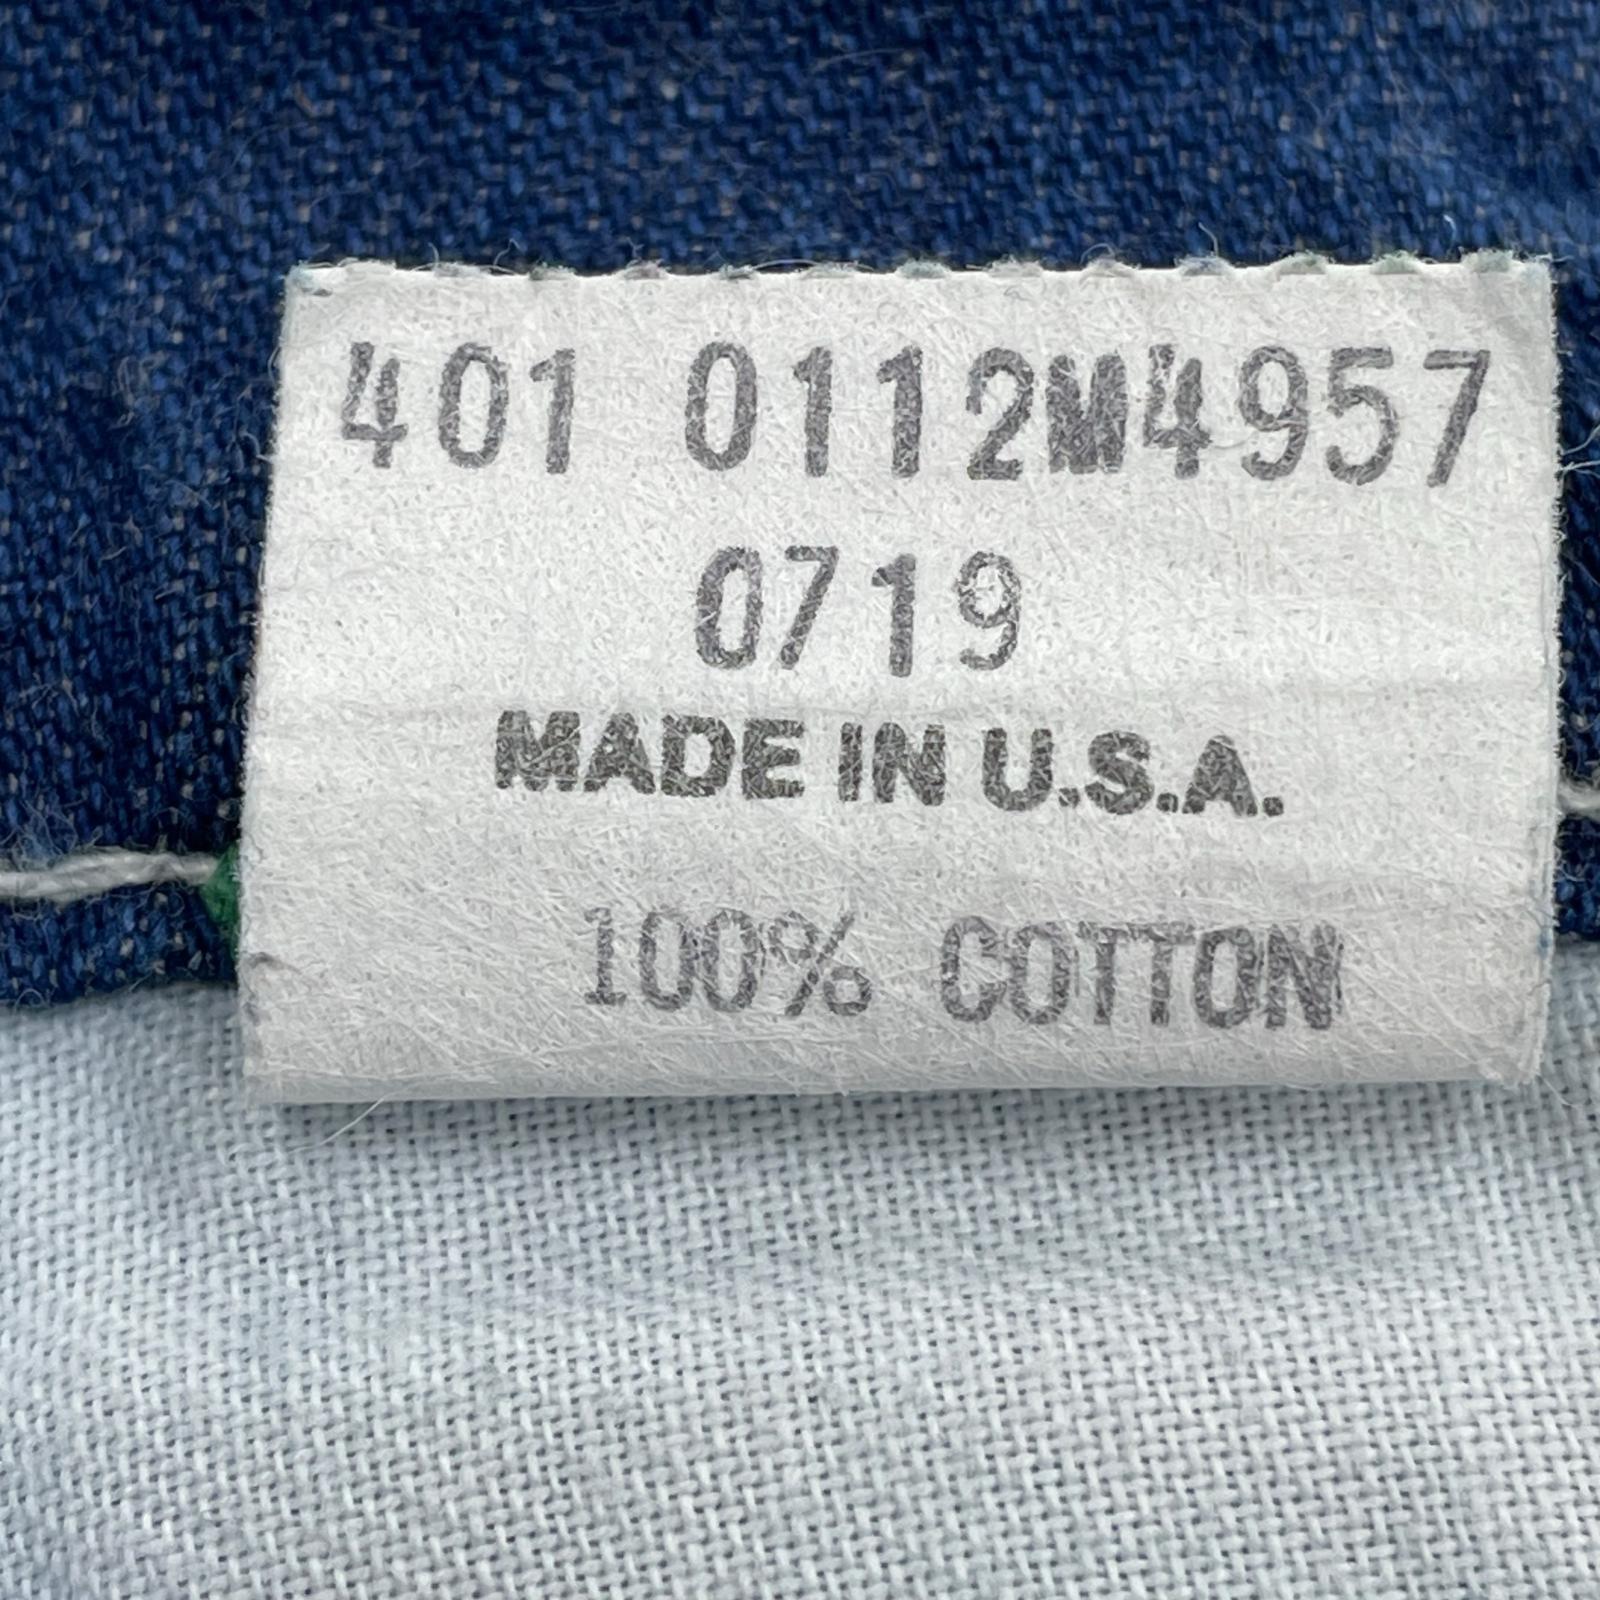 401 0112M4957
0719
MADE IN U.S.A.
100% COTTON